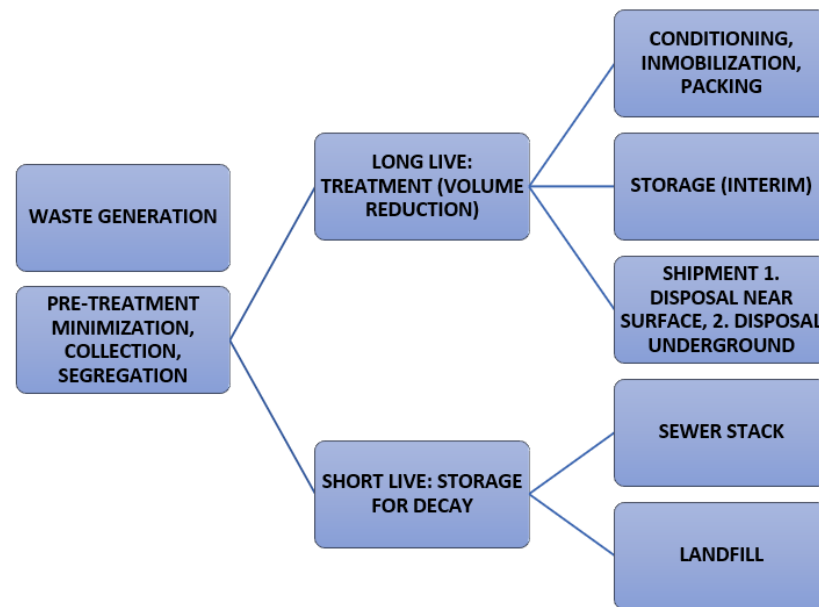 WASTE GENERATION
PRE-TREATMENT
MINIMIZATION,
COLLECTION,
SEGREGATION
LONG LIVE:
TREATMENT (VOLUME
REDUCTION)
SHORT LIVE: STORAGE
FOR DECAY
CONDITIONING,
INMOBILIZATION,
PACKING
STORAGE (INTERIM)
SHIPMENT 1.
DISPOSAL NEAR
SURFACE, 2. DISPOSAL
UNDERGROUND
SEWER STACK
LANDFILL